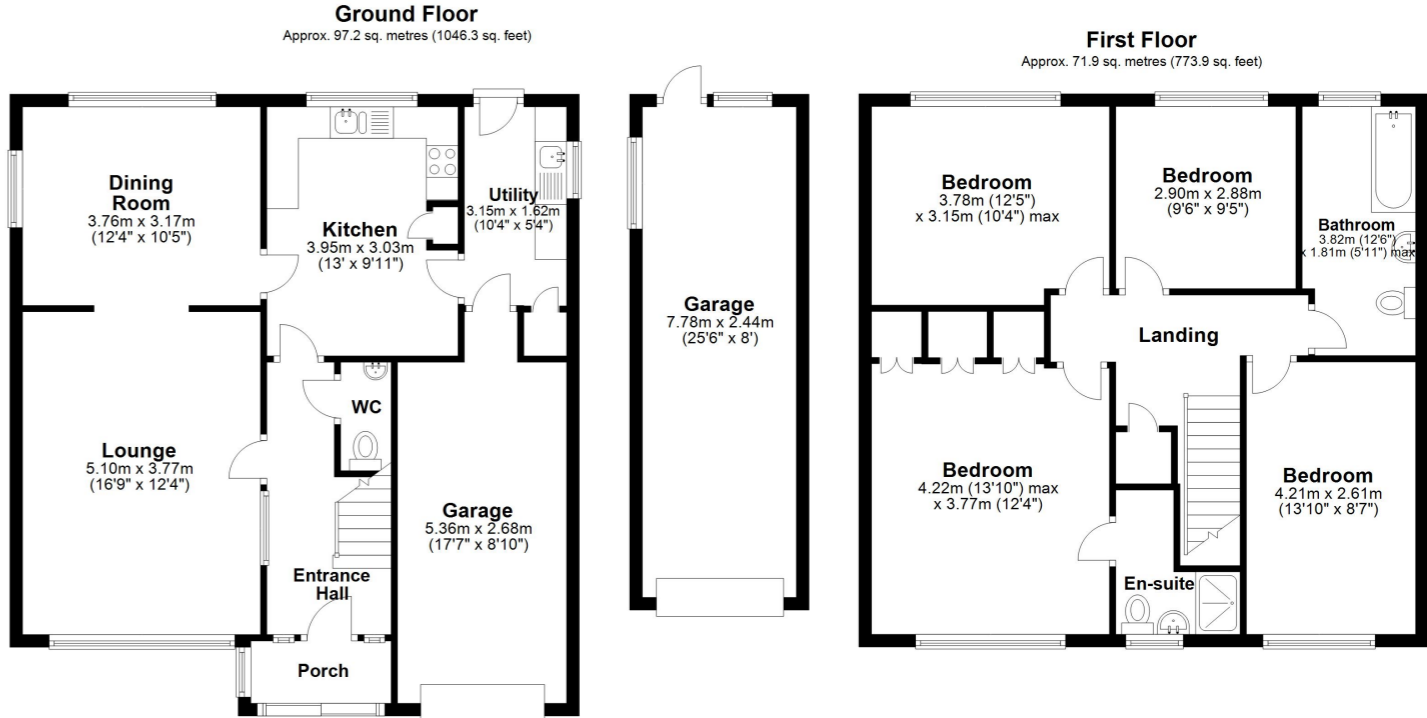 Ground Floor
Approx. 97.2 sq. metres (1046.3 sq. feet)
Dining
Room
3.76m x 3.17m
(12'4" x 10'5")
Kitchen
3.95m x 3.03m
(13' x 9'11")
Utility
3.15m x 1.62m
(10'4" x 5'4")
WC
Lounge
5.10m x 3.77m
(16'9" x 12'4")
Garage
5.36m x 2.68m
(17'7" x 8'10")
Entrance
Hall
Porch
Garage
7.78m x 2.44m
(25'6" x 8')
First Floor
Approx. 71.9 sq. metres (773.9 sq. feet)
Bedroom
3.78m (12'5")
x 3.15m (10'4") max
Bedroom
2.90m x 2.88m
(9'6" x 9'5")
Bathroom
3.82m (12'6")
x 1.81m (5'11") max
Landing
Bedroom
4.22m (13'10") max
x 3.77m (12'4")
Bedroom
4.21m x 2.61m
(13'10" x 8'7")
En-suite